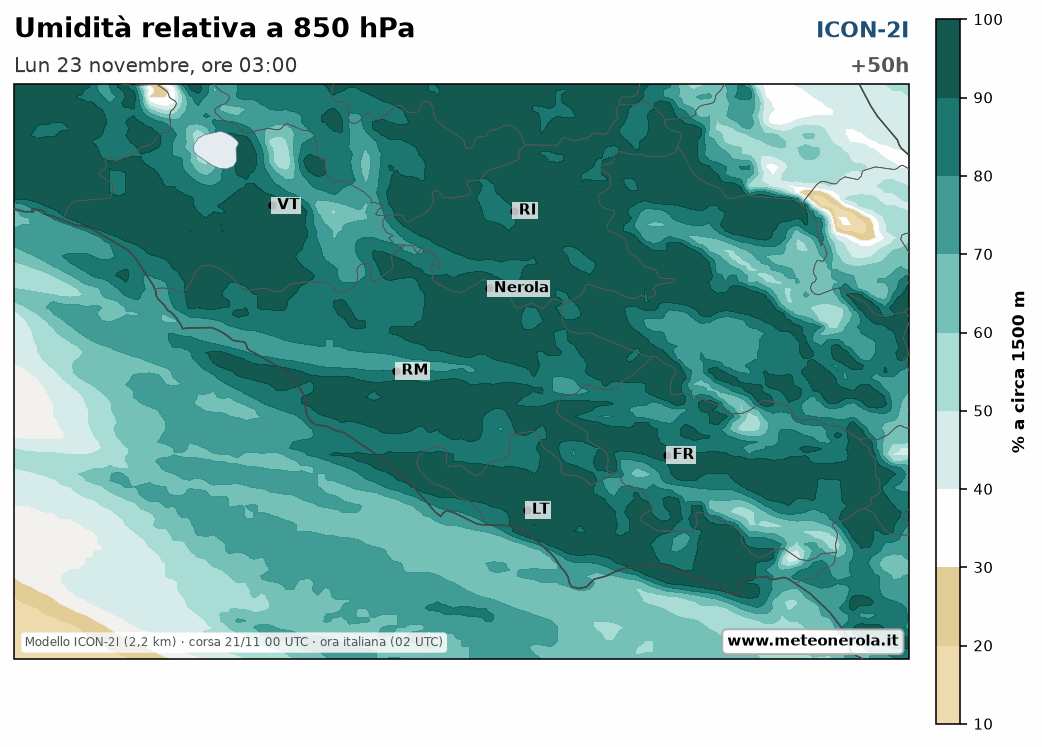 Umidità relativa a 850 hPa
ICON-2I
Lun 23 novembre, ore 03:00
+50h
VT
RI
Nerola
RM
FR
LT
Modello ICON-2I (2,2 km) · corsa 21/11 00 UTC · ora italiana (02 UTC)
www.meteonerola.it
100
90
80
70
60
50
40
30
20
10
% a circa 1500 m